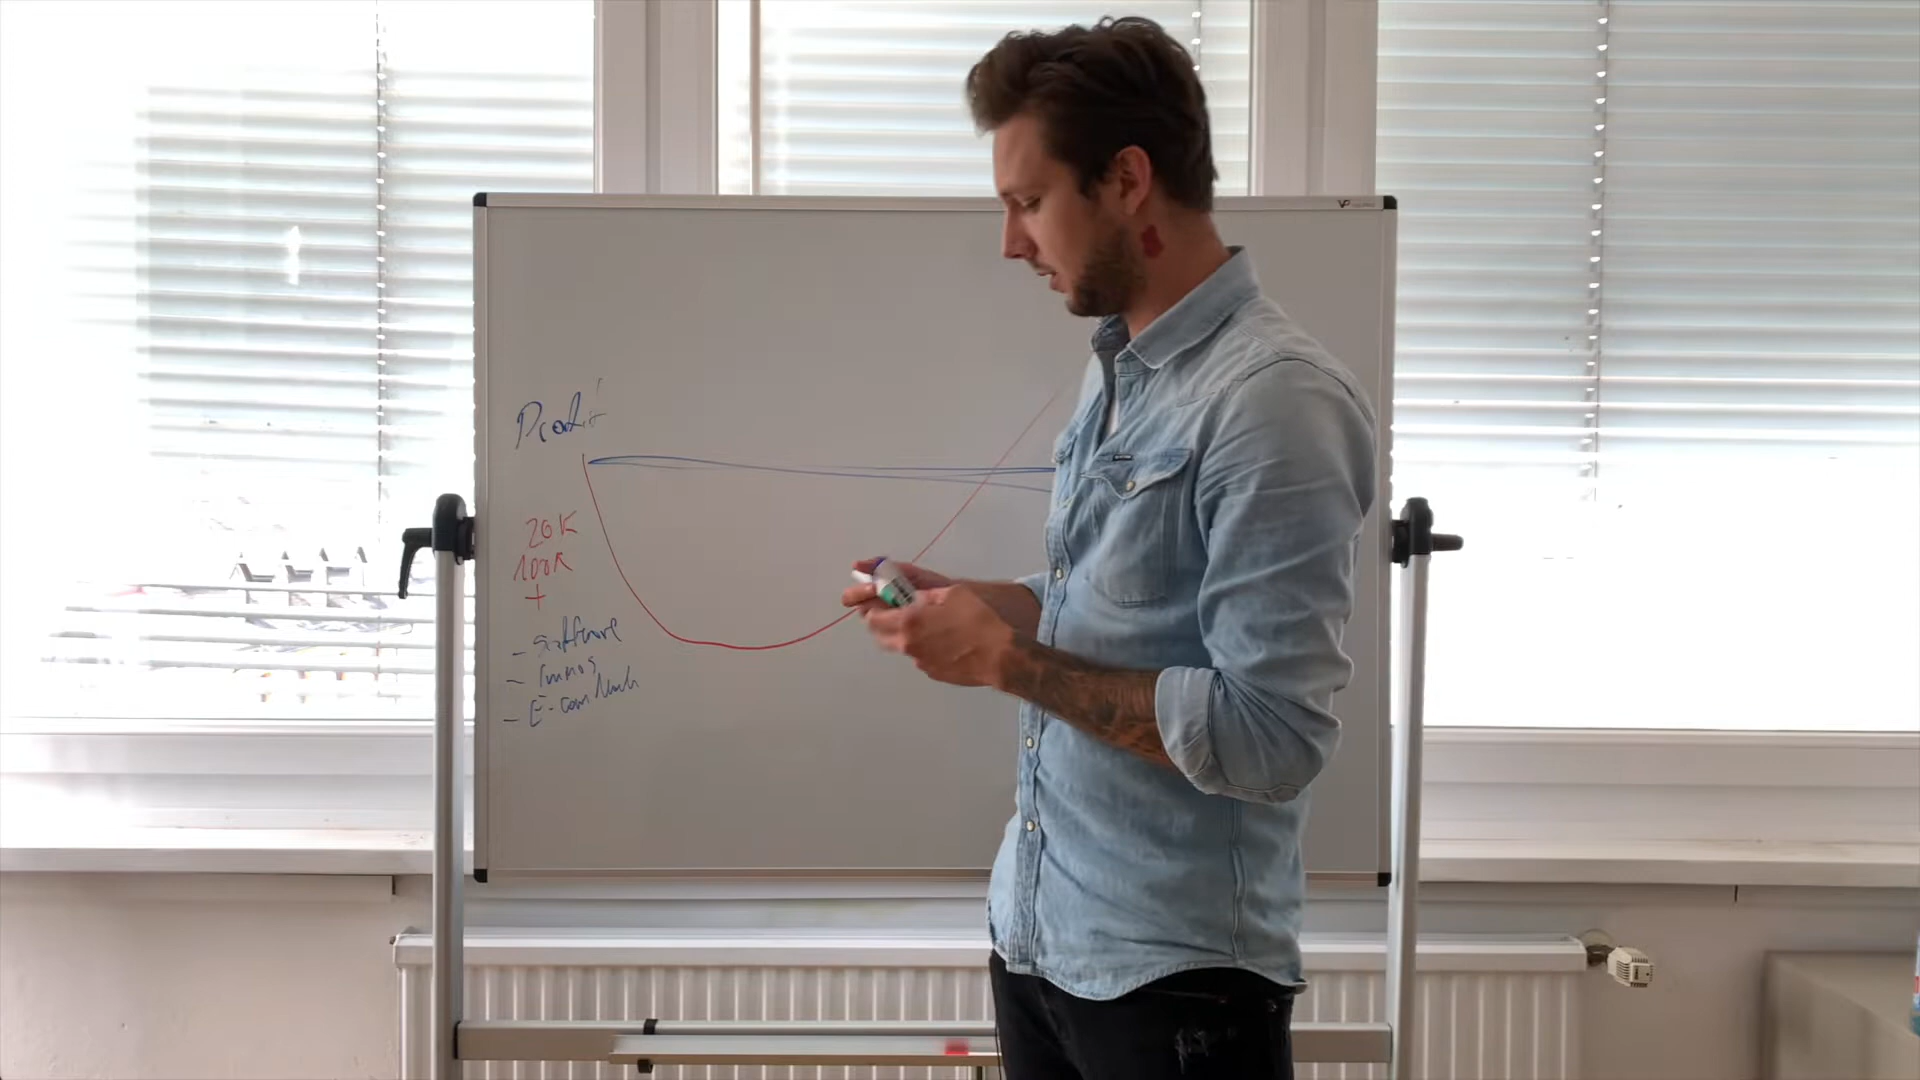 Profit
20K
100K
+
- Software
- Immos
- E-com